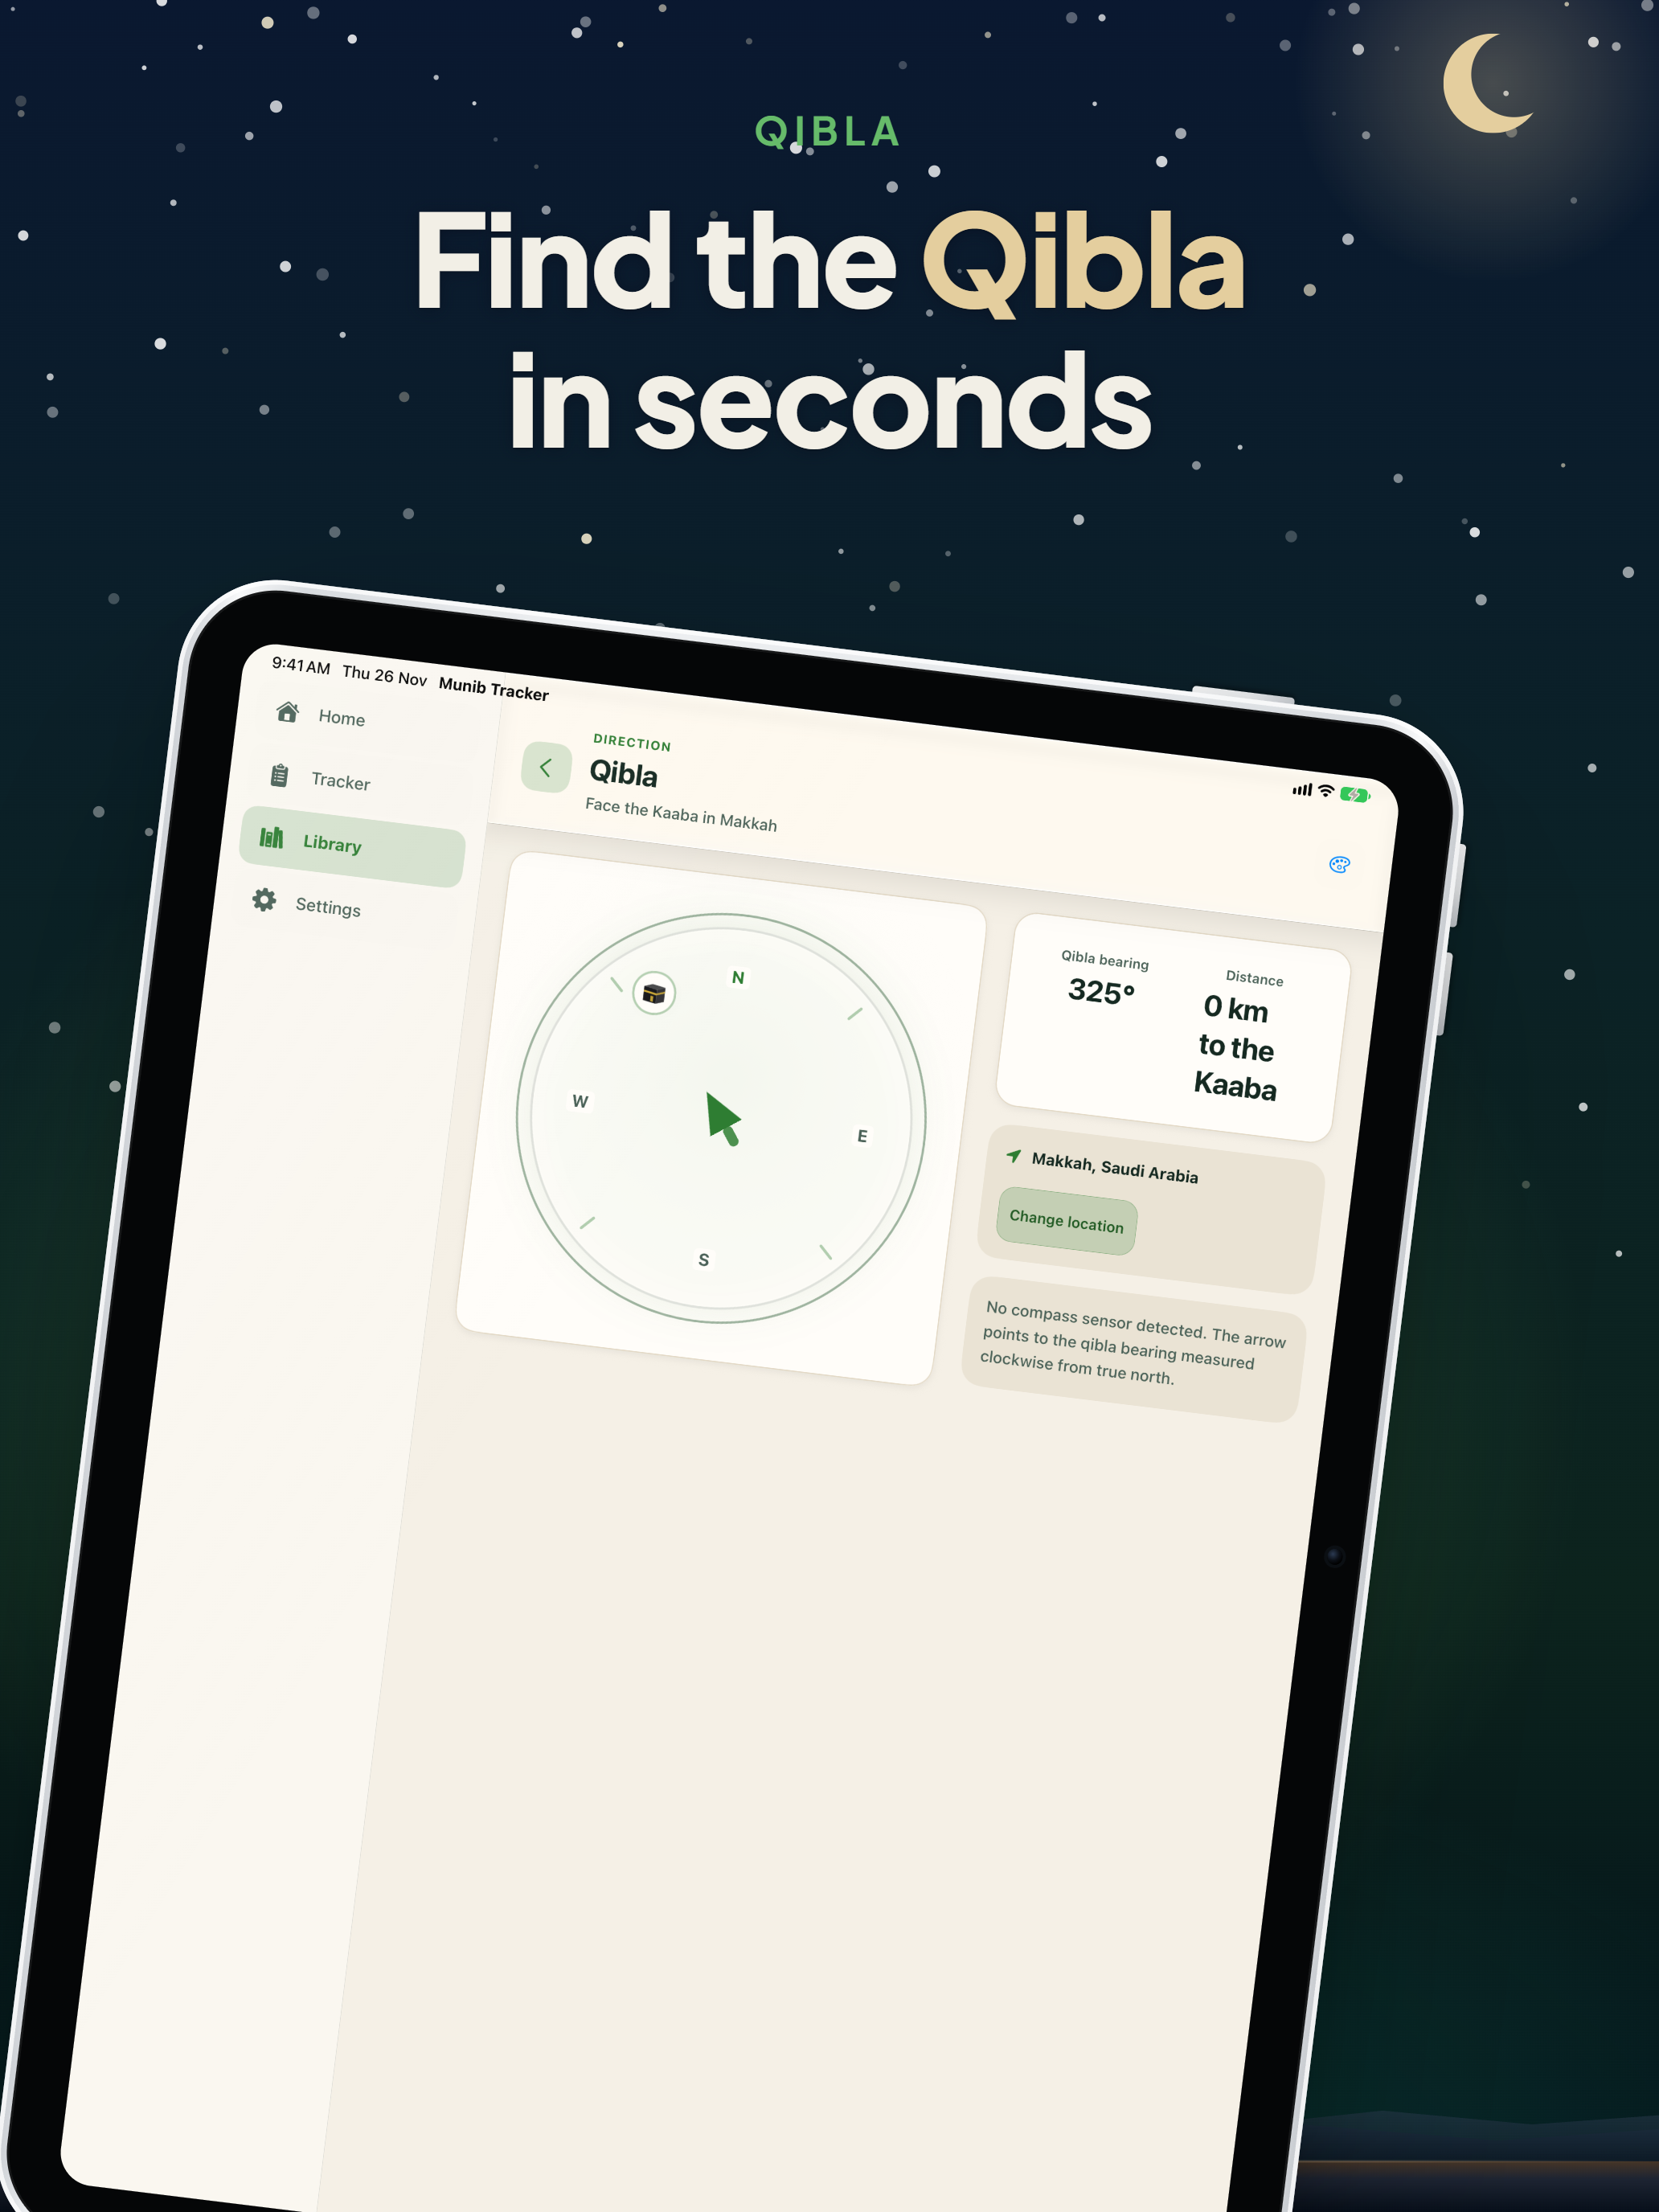 QIBLA
Find the Qibla
in seconds
9:41 AM Thu 26 Nov Munib Tracker
Home
Tracker
Library
Settings
DIRECTION
Qibla
Face the Kaaba in Makkah
N
W
E
S
Qibla bearing
325°
Distance
0 km
to the
Kaaba
Makkah, Saudi Arabia
Change location
No compass sensor detected. The arrow
points to the qibla bearing measured
clockwise from true north.